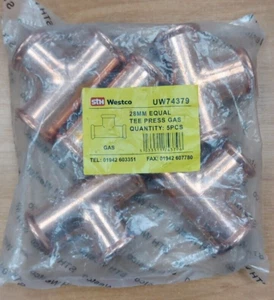 STH Westco UW74379
28MM EQUAL
TEE PRESS GAS
QUANTITY: 5PCS
GAS
TEL: 01942 603351 FAX: 01942 607780